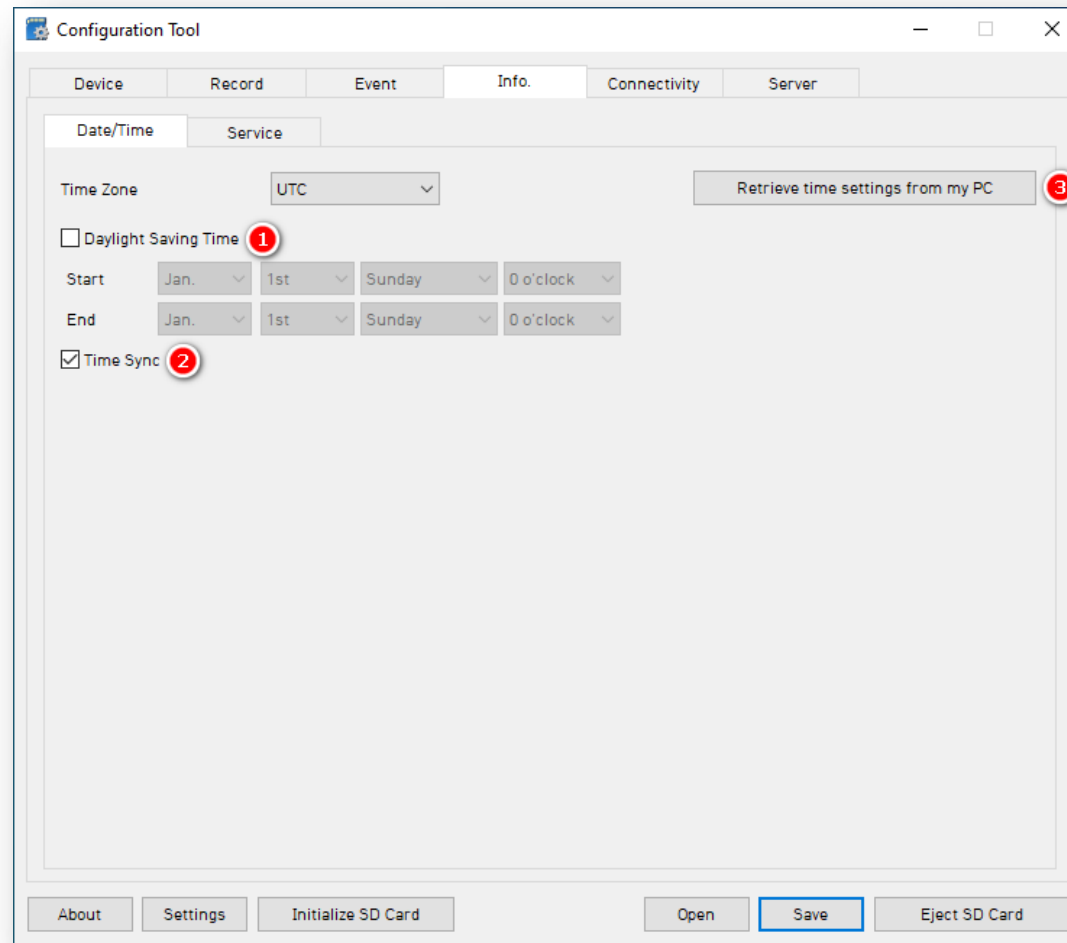 Configuration Tool
Device Record Event Info. Connectivity Server
Date/Time Service
Time Zone UTC Retrieve time settings from my PC 3
Daylight Saving Time 1
Start Jan. 1st Sunday 0 o'clock
End Jan. 1st Sunday 0 o'clock
Time Sync 2
About Settings Initialize SD Card Open Save Eject SD Card